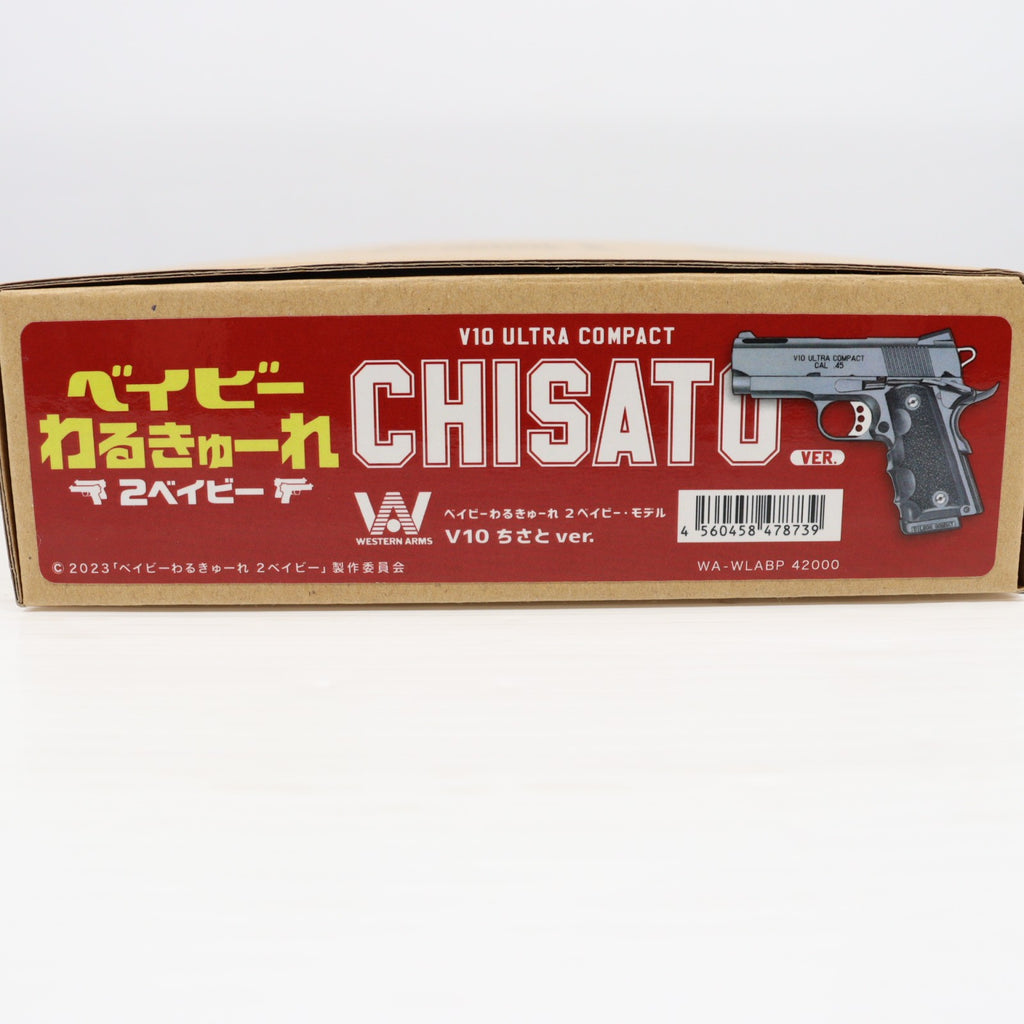 V10 ULTRA COMPACT
ベイビー
わるきゅーれ
2ベイビー
CHISATO
VER.
V10 ULTRA COMPACT
CAL .45
WESTERN ARMS
ベイビーわるきゅーれ 2ベイビー・モデル
V10 ちさと ver.
4 560458 478739
©2023「ベイビーわるきゅーれ 2ベイビー」製作委員会
WA-WLABP 42000